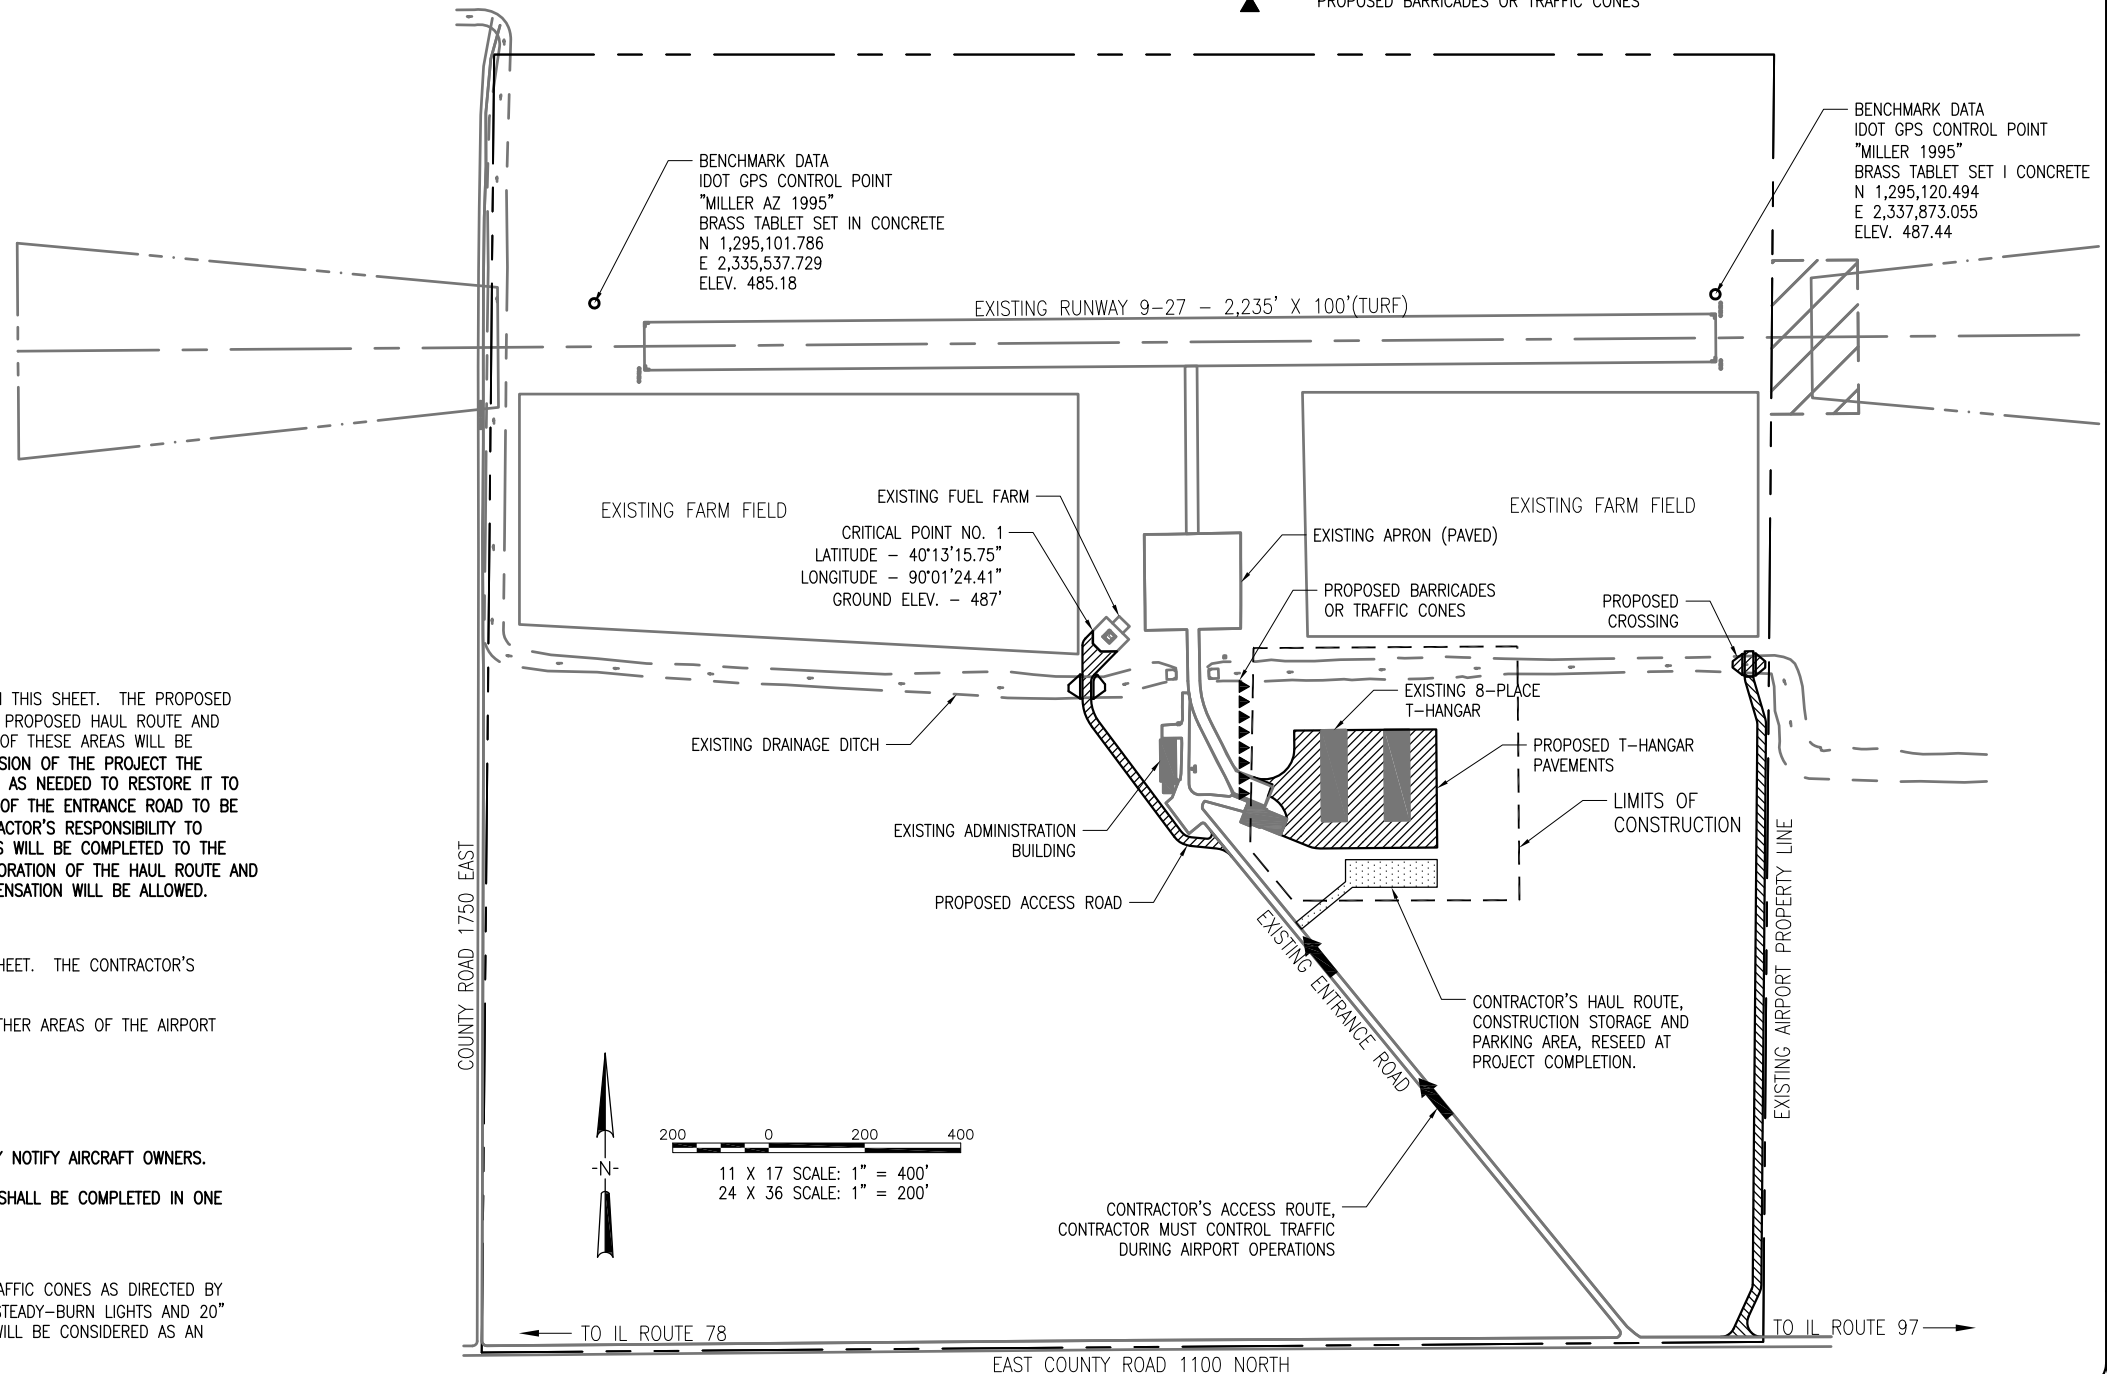 PROPOSED BARRICADES OR TRAFFIC CONES
BENCHMARK DATA
IDOT GPS CONTROL POINT
"MILLER 1995"
BRASS TABLET SET I CONCRETE
N 1,295,120.494
E 2,337,873.055
ELEV. 487.44
BENCHMARK DATA
IDOT GPS CONTROL POINT
"MILLER AZ 1995"
BRASS TABLET SET IN CONCRETE
N 1,295,101.786
E 2,335,537.729
ELEV. 485.18
EXISTING RUNWAY 9-27 - 2,235' X 100'(TURF)
EXISTING FARM FIELD
EXISTING FUEL FARM
CRITICAL POINT NO. 1
LATITUDE - 40°13'15.75"
LONGITUDE - 90°01'24.41"
GROUND ELEV. - 487'
EXISTING FARM FIELD
EXISTING APRON (PAVED)
PROPOSED BARRICADES
OR TRAFFIC CONES
PROPOSED
CROSSING
EXISTING 8-PLACE
T-HANGAR
EXISTING DRAINAGE DITCH
PROPOSED T-HANGAR
PAVEMENTS
LIMITS OF
CONSTRUCTION
EXISTING ADMINISTRATION
BUILDING
PROPOSED ACCESS ROAD
COUNTY ROAD 1750 EAST
EXISTING ENTRANCE ROAD
EXISTING AIRPORT PROPERTY LINE
CONTRACTOR'S HAUL ROUTE,
CONSTRUCTION STORAGE AND
PARKING AREA, RESEED AT
PROJECT COMPLETION.
THIS SHEET. THE PROPOSED
PROPOSED HAUL ROUTE AND
OF THESE AREAS WILL BE
SION OF THE PROJECT THE
AS NEEDED TO RESTORE IT TO
OF THE ENTRANCE ROAD TO BE
ACTOR'S RESPONSIBILITY TO
S WILL BE COMPLETED TO THE
ORATION OF THE HAUL ROUTE AND
ENSATION WILL BE ALLOWED.
HEET. THE CONTRACTOR'S
THER AREAS OF THE AIRPORT
Y NOTIFY AIRCRAFT OWNERS.
SHALL BE COMPLETED IN ONE
AFFIC CONES AS DIRECTED BY
STEADY-BURN LIGHTS AND 20"
WILL BE CONSIDERED AS AN
-N-
200 0 200 400
11 X 17 SCALE: 1" = 400'
24 X 36 SCALE: 1" = 200'
CONTRACTOR'S ACCESS ROUTE,
CONTRACTOR MUST CONTROL TRAFFIC
DURING AIRPORT OPERATIONS
TO IL ROUTE 78
TO IL ROUTE 97
EAST COUNTY ROAD 1100 NORTH